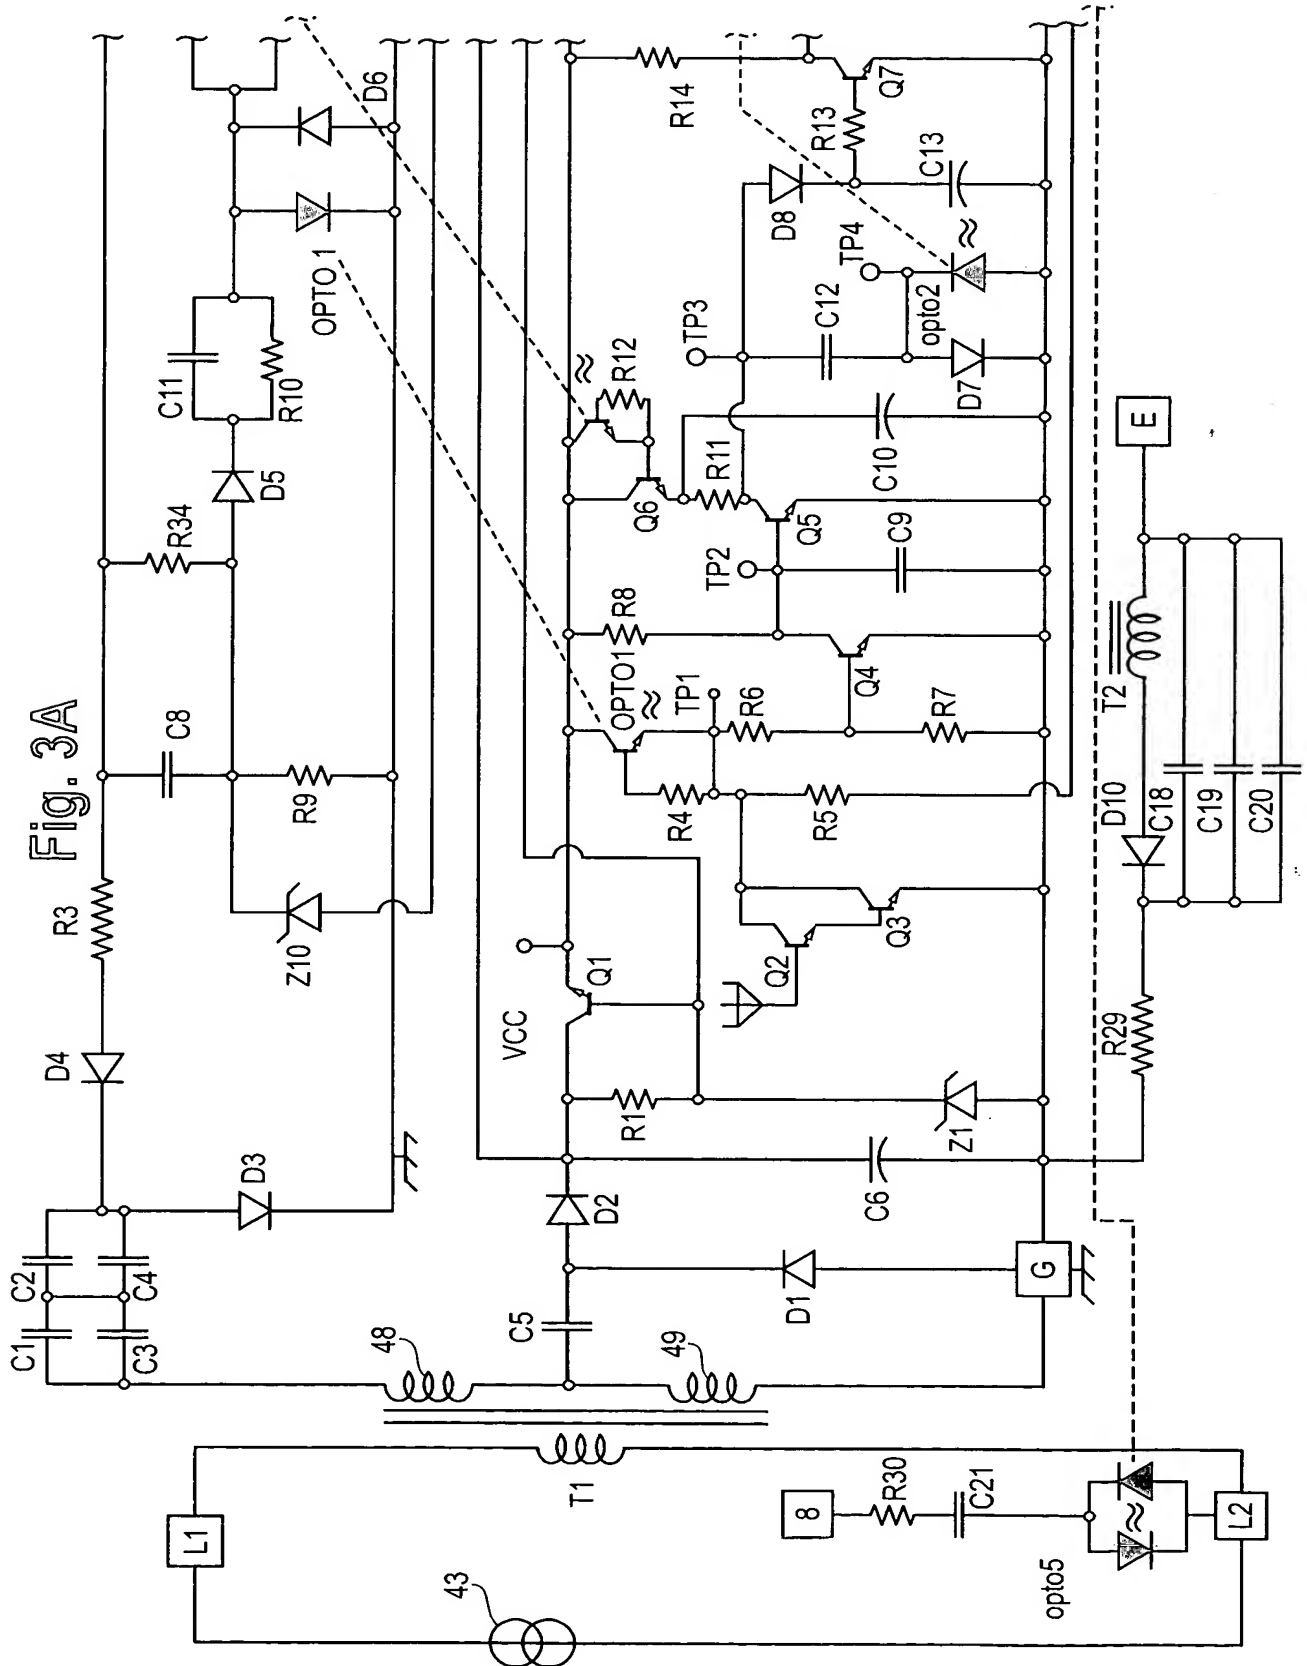 Fig. 3A
D6
OPTO 1
C11
R10
D5
R34
C8
R9
R3
Z10
D4
D3
C2
C4
C1
C3
48
49
T1
L1
43
8
R30
C21
opto5
L2
C5
D2
D1
G
C6
R1
Z1
VCC
Q1
Q2
Q3
R4
R5
OPTO1
TP1
R6
R7
R8
Q4
TP2
C9
Q5
Q6
R11
R12
C10
TP3
C12
D7
opto2
TP4
D8
R13
C13
R14
Q7
E
T2
D10
C18
C19
C20
R29